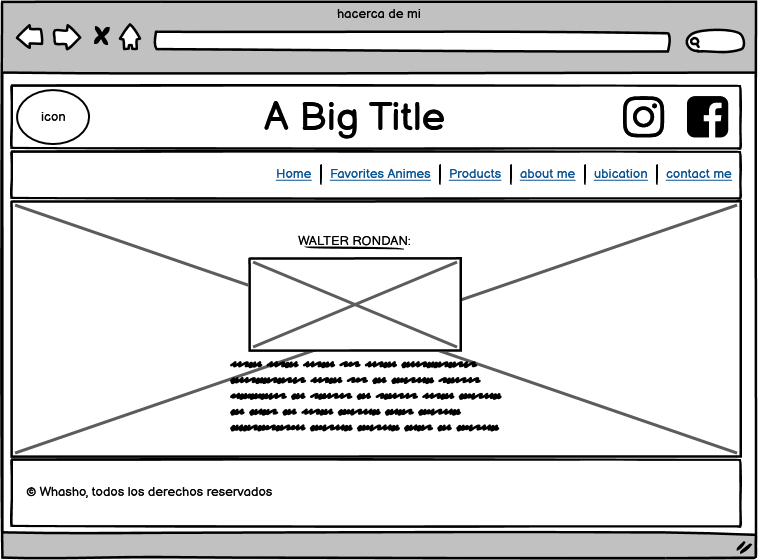 hacerca de mi
icon
A Big Title
Home | Favorites Animes | Products | about me | ubication | contact me
WALTER RONDAN:
© Whasho, todos los derechos reservados